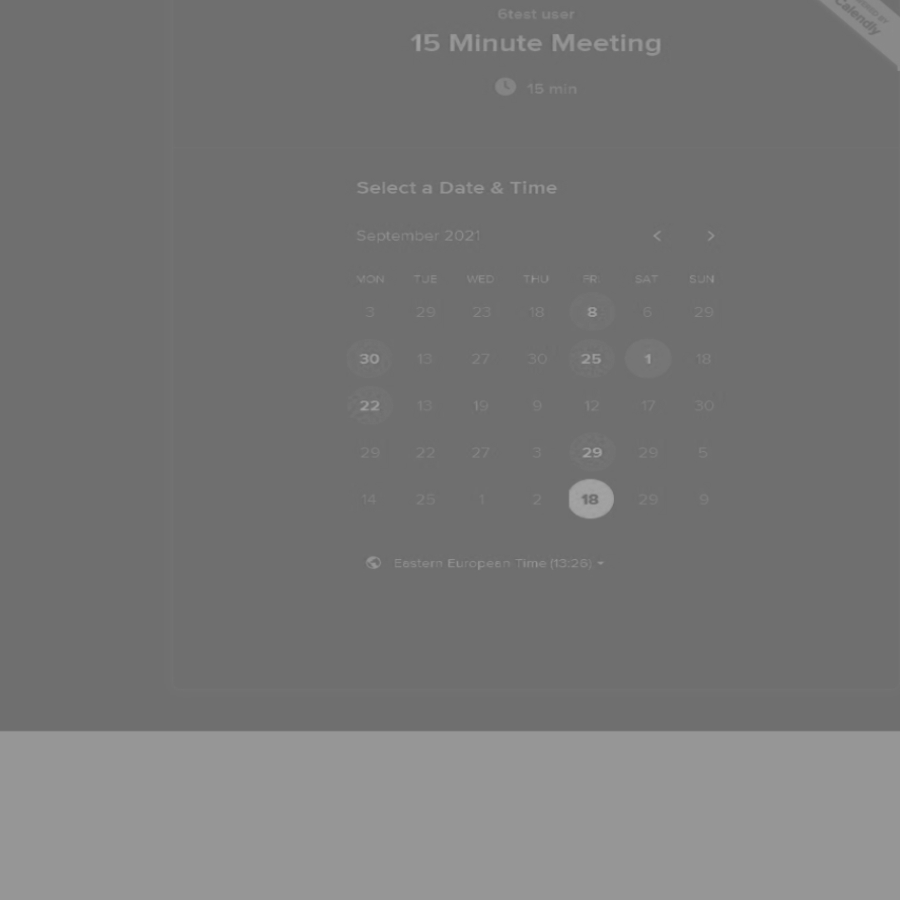 6test user
15 Minute Meeting
15 min
Calendly
Select a Date & Time
September 2021 < >
MON TUE WED THU FRI SAT SUN
3 29 23 18 8 6 29
30 13 27 30 25 1 18
22 13 19 9 12 17 30
29 22 27 3 29 29 5
14 25 1 2 18 29 9
Eastern European Time (13:26)